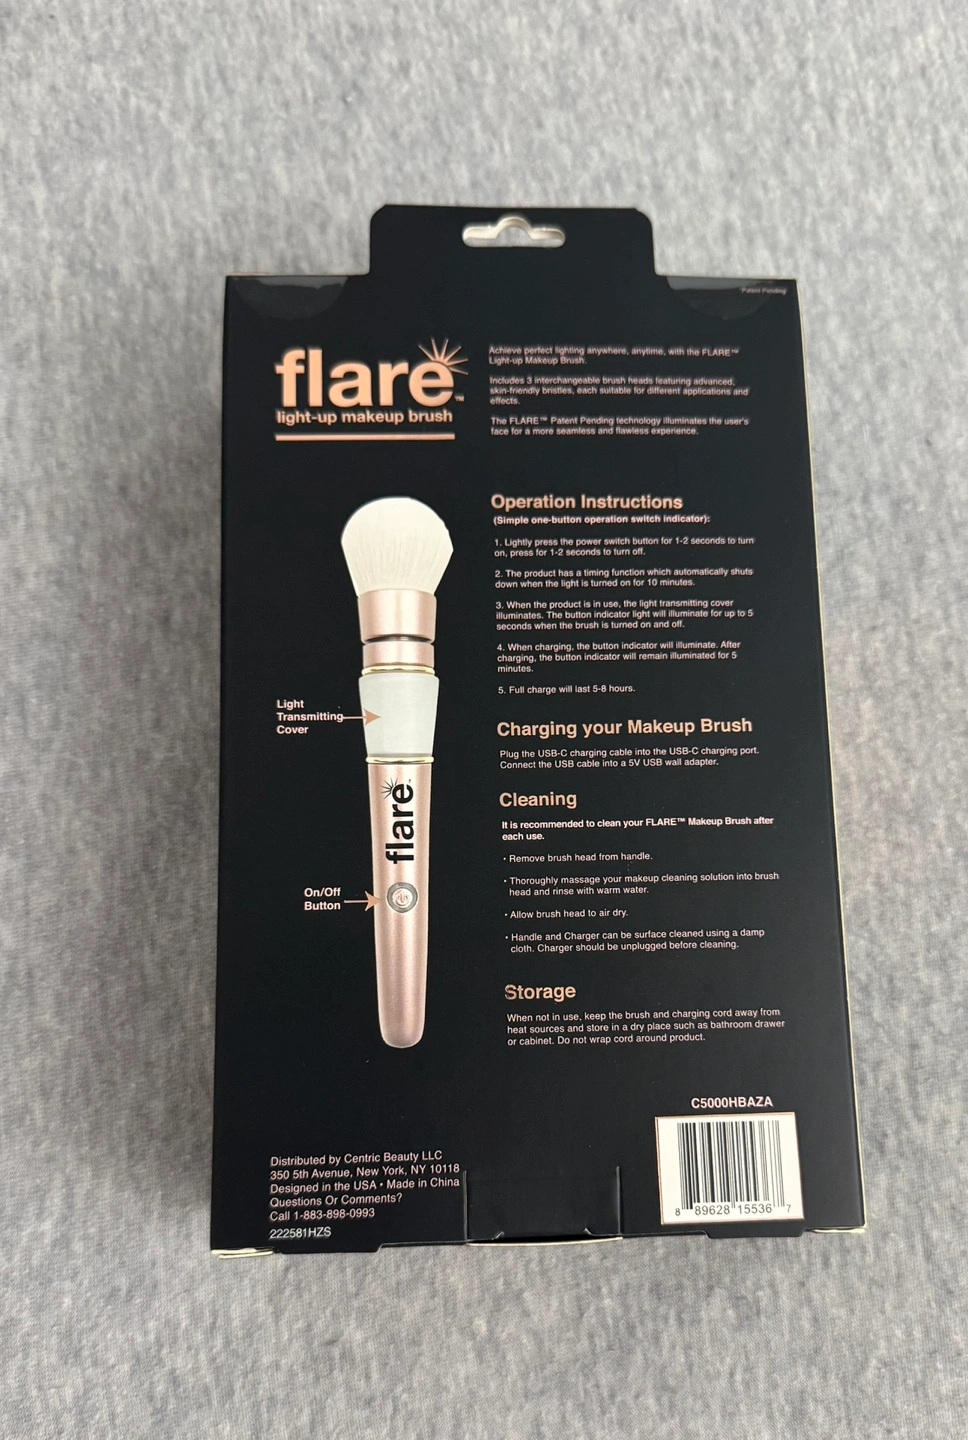 Patent Pending
flare™
light-up makeup brush
Achieve perfect lighting anywhere, anytime, with the FLARE™
Light-up Makeup Brush.
Includes 3 interchangeable brush heads featuring advanced,
skin-friendly bristles, each suitable for different applications and
effects.
The FLARE™ Patent Pending technology illuminates the user's
face for a more seamless and flawless experience.
Operation Instructions
(Simple one-button operation switch indicator):
1. Lightly press the power switch button for 1-2 seconds to turn
on, press for 1-2 seconds to turn off.
2. The product has a timing function which automatically shuts
down when the light is turned on for 10 minutes.
3. When the product is in use, the light transmitting cover
illuminates. The button indicator light will illuminate for up to 5
seconds when the brush is turned on and off.
4. When charging, the button indicator will illuminate. After
charging, the button indicator will remain illuminated for 5
minutes.
5. Full charge will last 5-8 hours.
Light
Transmitting
Cover
flare
On/Off
Button
Charging your Makeup Brush
Plug the USB-C charging cable into the USB-C charging port.
Connect the USB cable into a 5V USB wall adapter.
Cleaning
It is recommended to clean your FLARE™ Makeup Brush after
each use.
• Remove brush head from handle.
• Thoroughly massage your makeup cleaning solution into brush
head and rinse with warm water.
• Allow brush head to air dry.
• Handle and Charger can be surface cleaned using a damp
cloth. Charger should be unplugged before cleaning.
Storage
When not in use, keep the brush and charging cord away from
heat sources and store in a dry place such as bathroom drawer
or cabinet. Do not wrap cord around product.
Distributed by Centric Beauty LLC
350 5th Avenue, New York, NY 10118
Designed in the USA • Made in China
Questions Or Comments?
Call 1-883-898-0993
222581HZS
C5000HBAZA
8 89628 15536 7